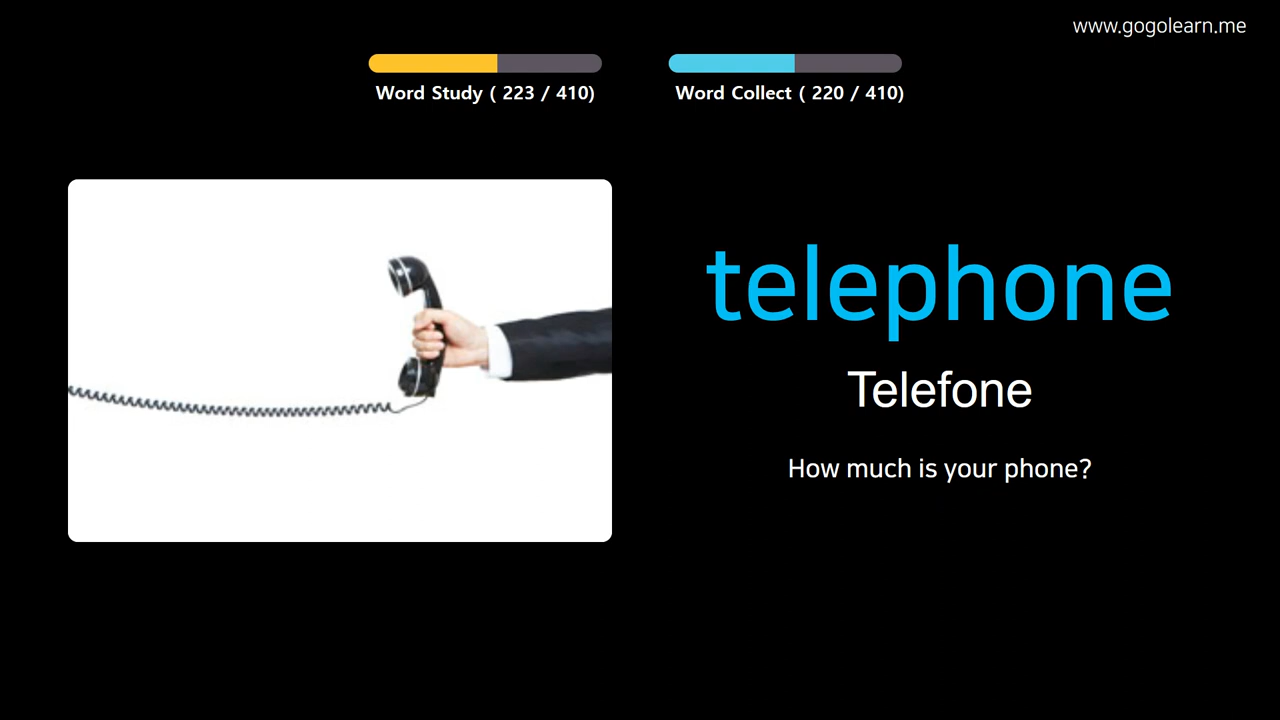 www.gogolearn.me
Word Study ( 223 / 410)
Word Collect ( 220 / 410)
telephone
Telefone
How much is your phone?